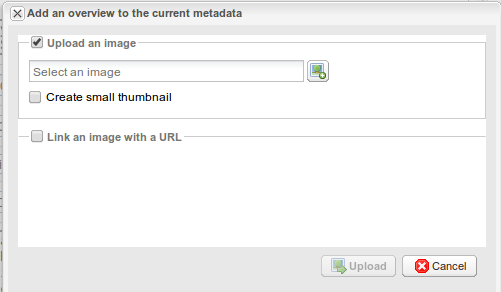 Add an overview to the current metadata
Upload an image
Select an image
Create small thumbnail
Link an image with a URL
Upload
Cancel